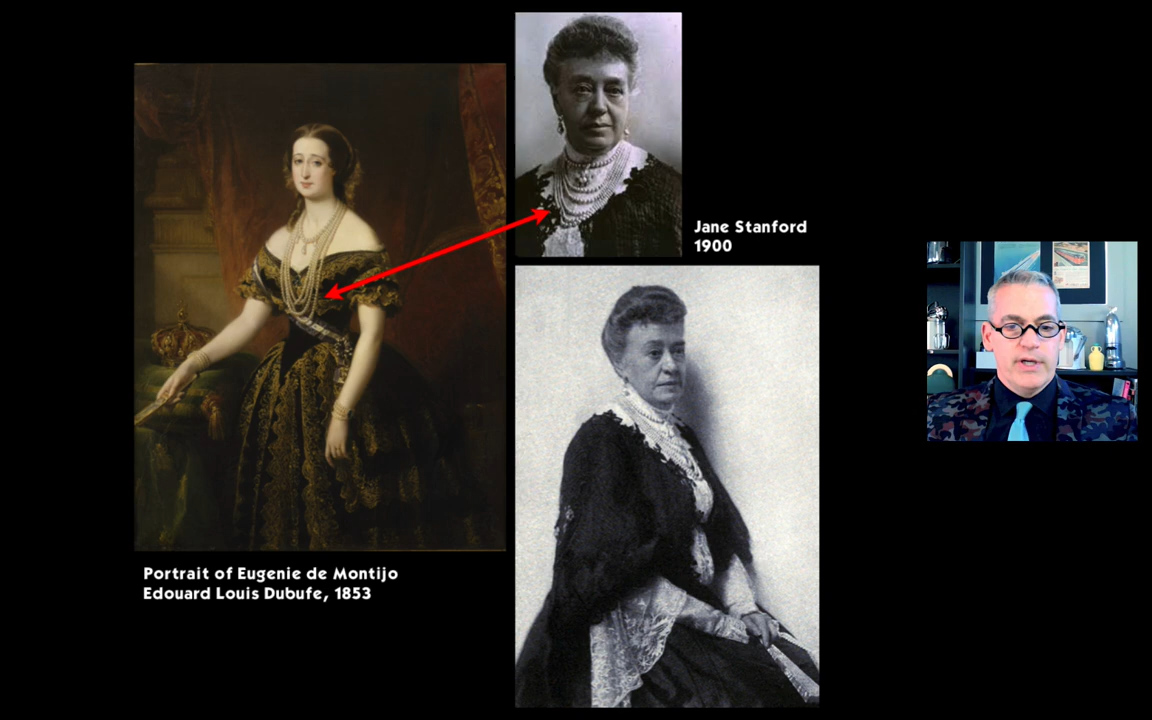 Jane Stanford
1900
Portrait of Eugenie de Montijo
Edouard Louis Dubufe, 1853